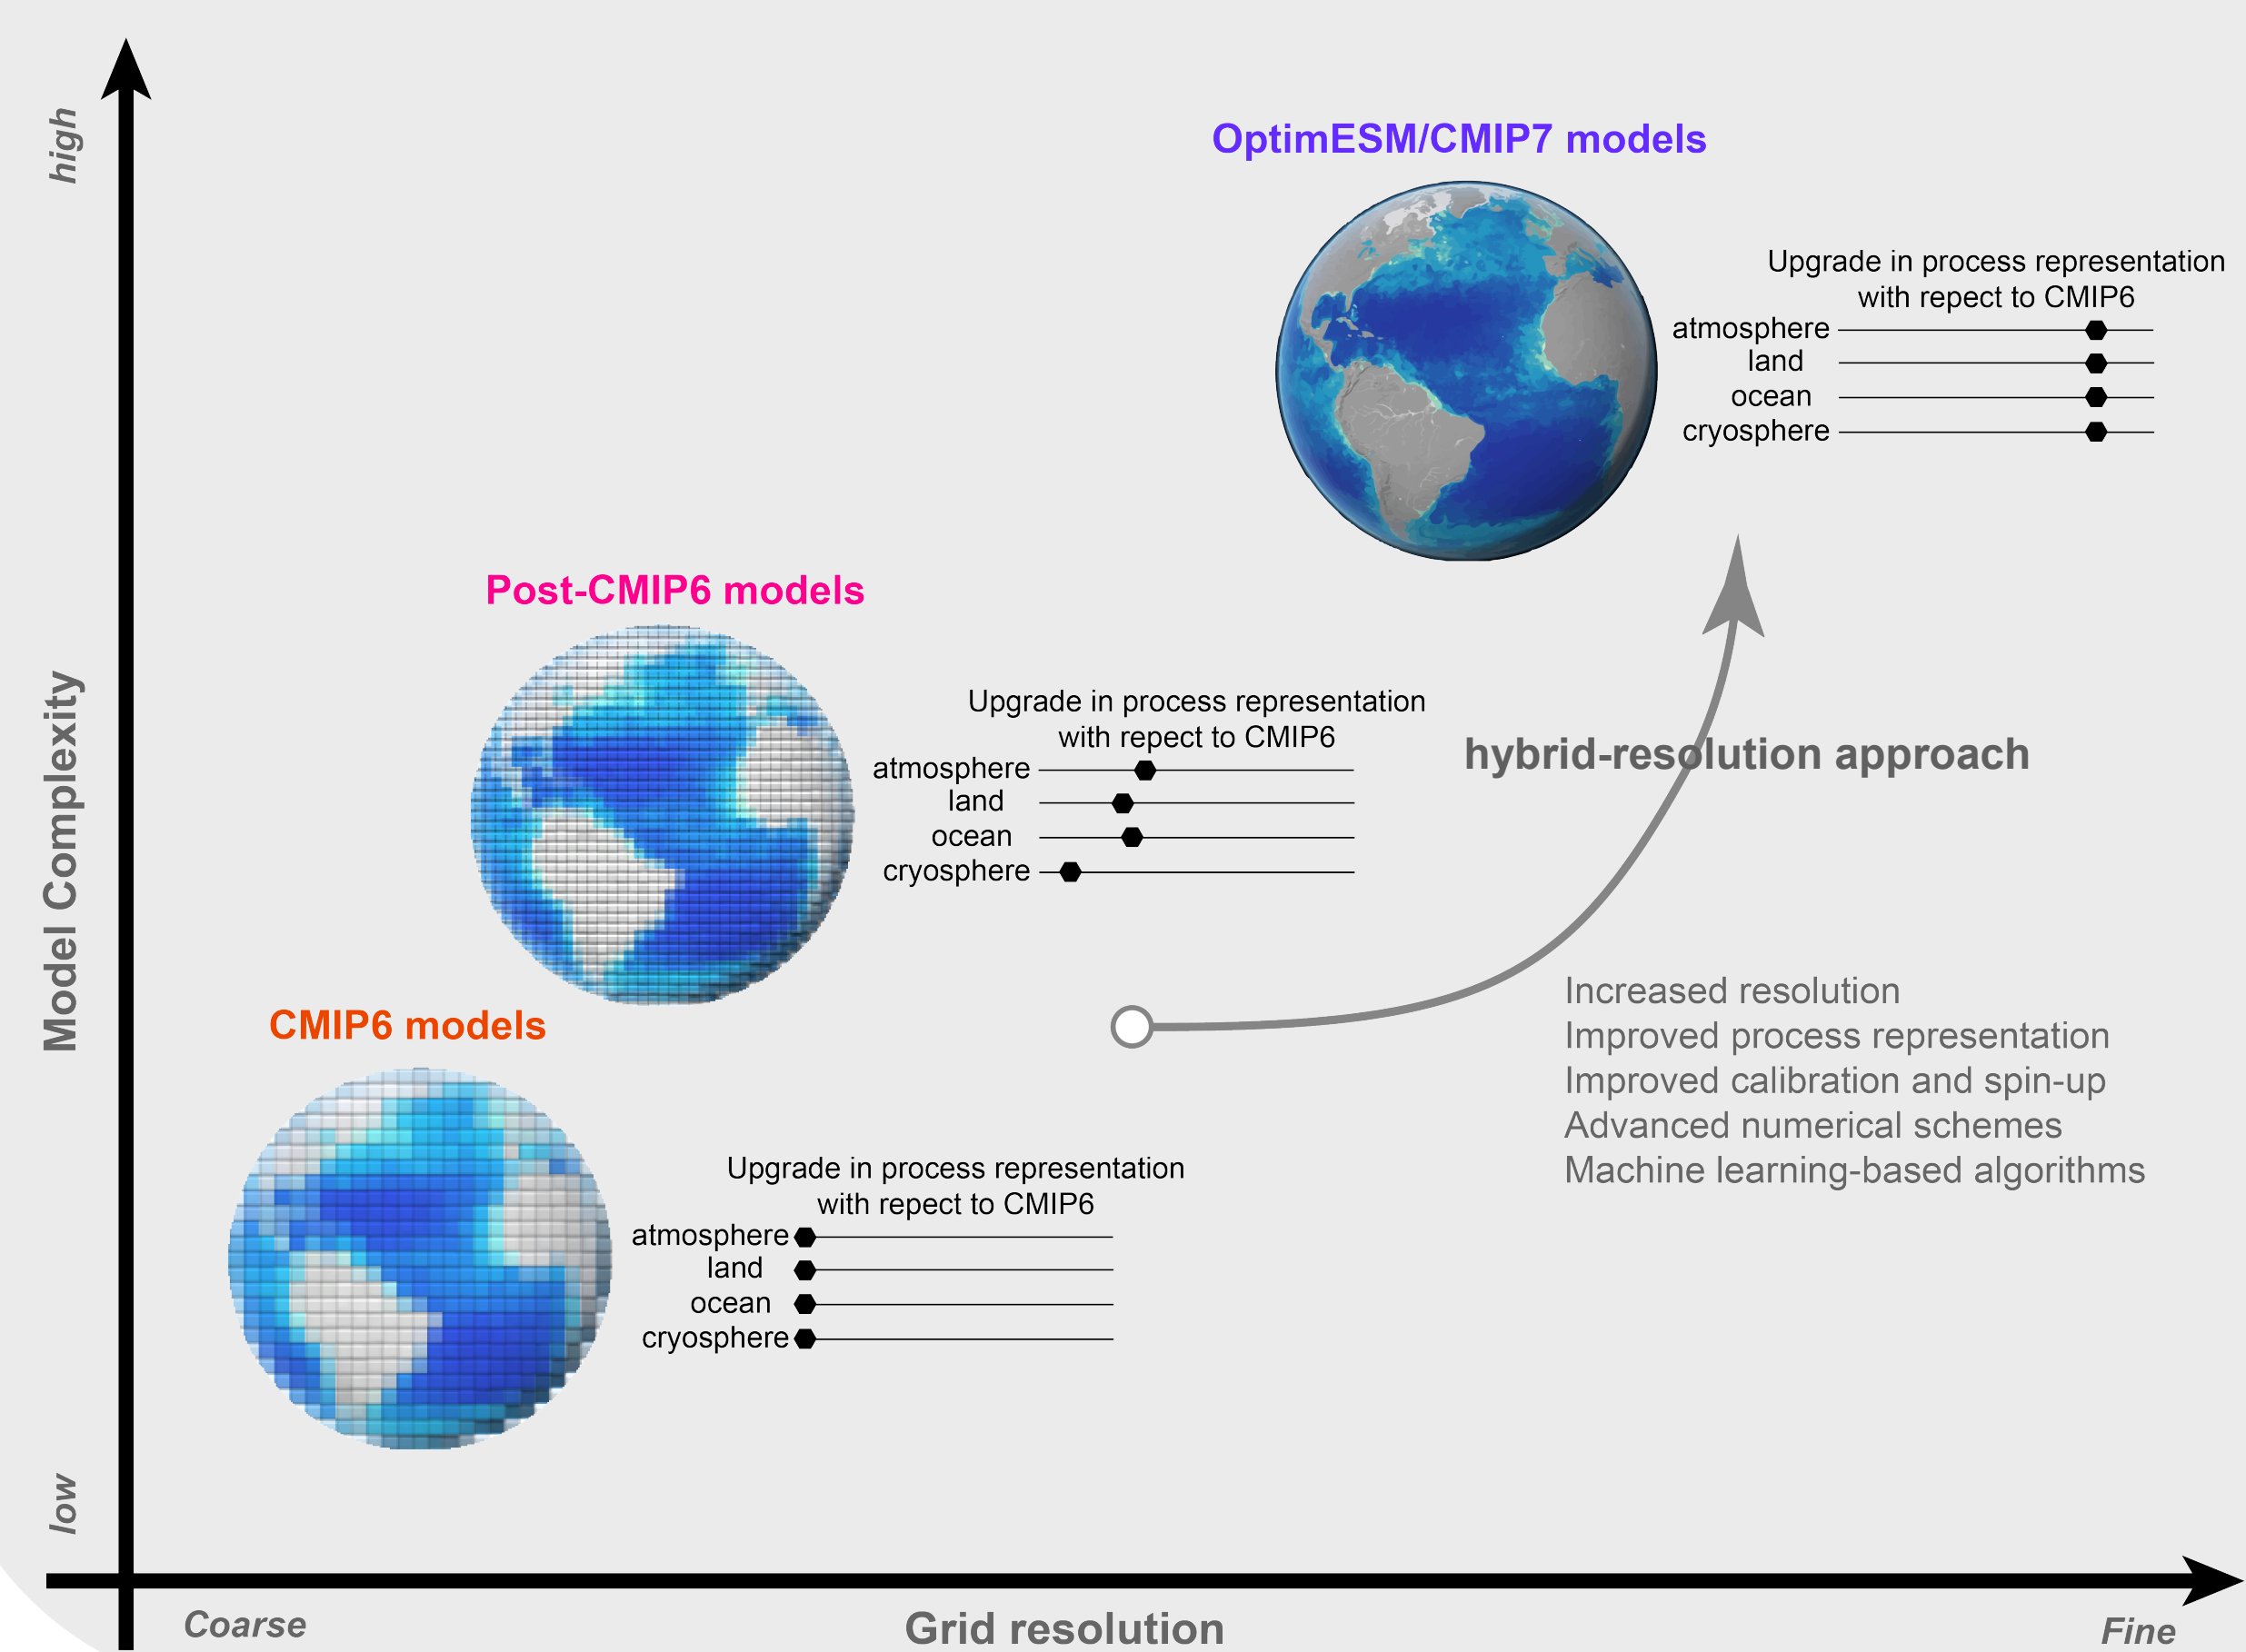 high
OptimESM/CMIP7 models
Upgrade in process representation
with repect to CMIP6
atmosphere
land
ocean
cryosphere
Post-CMIP6 models
Upgrade in process representation
with repect to CMIP6
atmosphere
land
ocean
cryosphere
hybrid-resolution approach
Model Complexity
Increased resolution
Improved process representation
Improved calibration and spin-up
Advanced numerical schemes
Machine learning-based algorithms
CMIP6 models
Upgrade in process representation
with repect to CMIP6
atmosphere
land
ocean
cryosphere
low
Coarse
Grid resolution
Fine